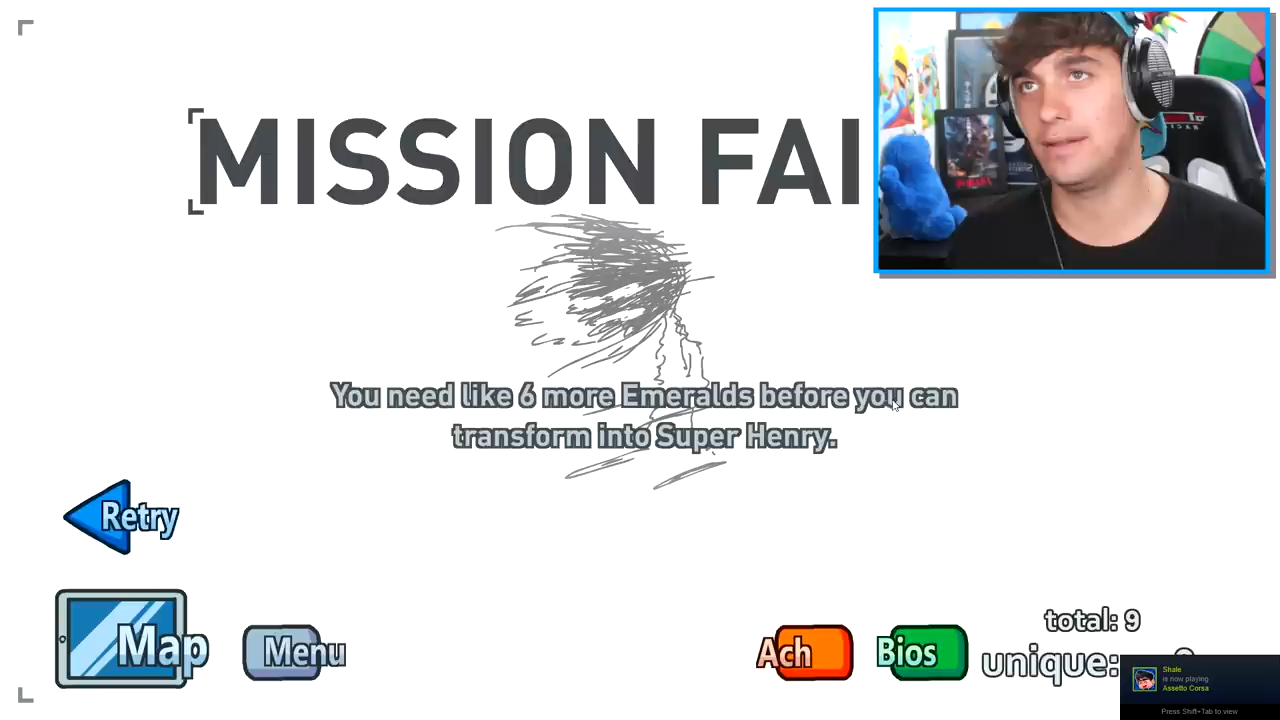 MISSION FAI
You need like 6 more Emeralds before you can
transform into Super Henry.
Retry
Map
Menu
Ach
Bios
total: 9
unique:
Shale
is now playing
Assetto Corsa
Press Shift+Tab to view